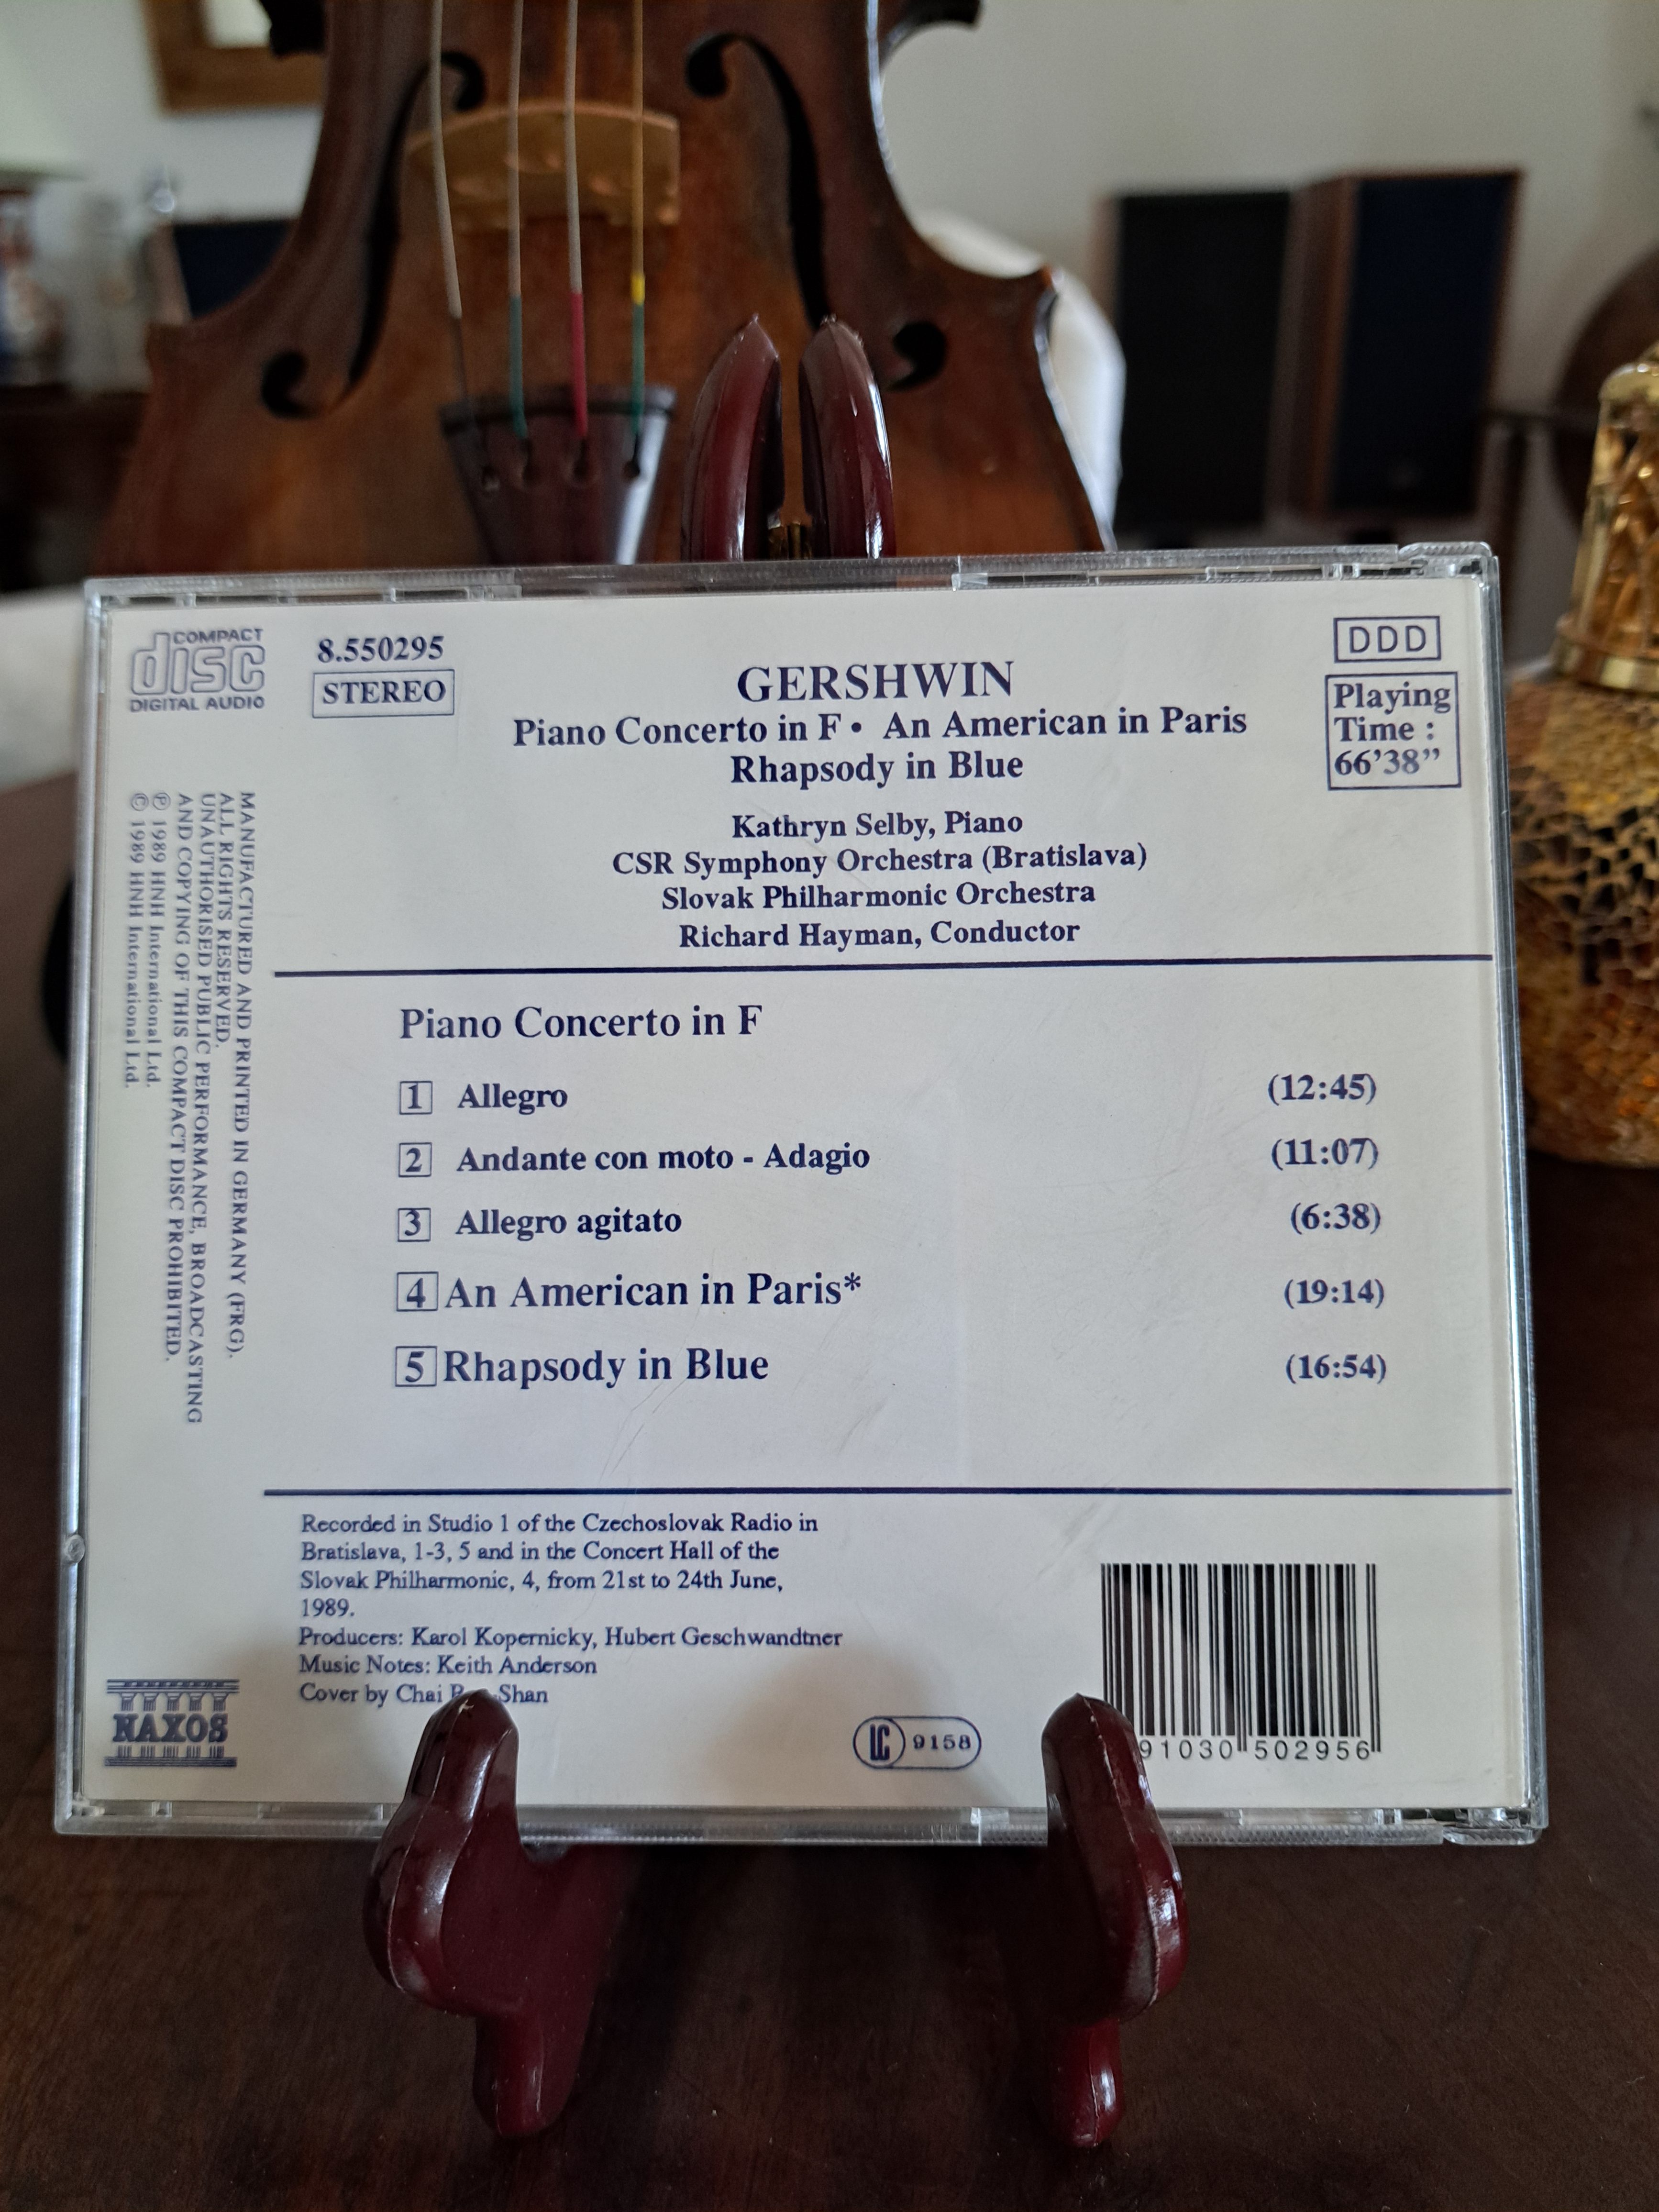 COMPACT
disc
DIGITAL AUDIO
8.550295
STEREO
GERSHWIN
Piano Concerto in F • An American in Paris
Rhapsody in Blue
Kathryn Selby, Piano
CSR Symphony Orchestra (Bratislava)
Slovak Philharmonic Orchestra
Richard Hayman, Conductor
DDD
Playing
Time :
66'38”
MANUFACTURED AND PRINTED IN GERMANY (FRG).
ALL RIGHTS RESERVED.
UNAUTHORISED PUBLIC PERFORMANCE, BROADCASTING
AND COPYING OF THIS COMPACT DISC PROHIBITED.
℗ 1989 HNH International Ltd.
© 1989 HNH International Ltd.
Piano Concerto in F
1 Allegro (12:45)
2 Andante con moto - Adagio (11:07)
3 Allegro agitato (6:38)
4 An American in Paris* (19:14)
5 Rhapsody in Blue (16:54)
Recorded in Studio 1 of the Czechoslovak Radio in
Bratislava, 1-3, 5 and in the Concert Hall of the
Slovak Philharmonic, 4, from 21st to 24th June,
1989.
Producers: Karol Kopernicky, Hubert Geschwandtner
Music Notes: Keith Anderson
Cover by Chai Shan
NAXOS
LC 9158
91030 502956